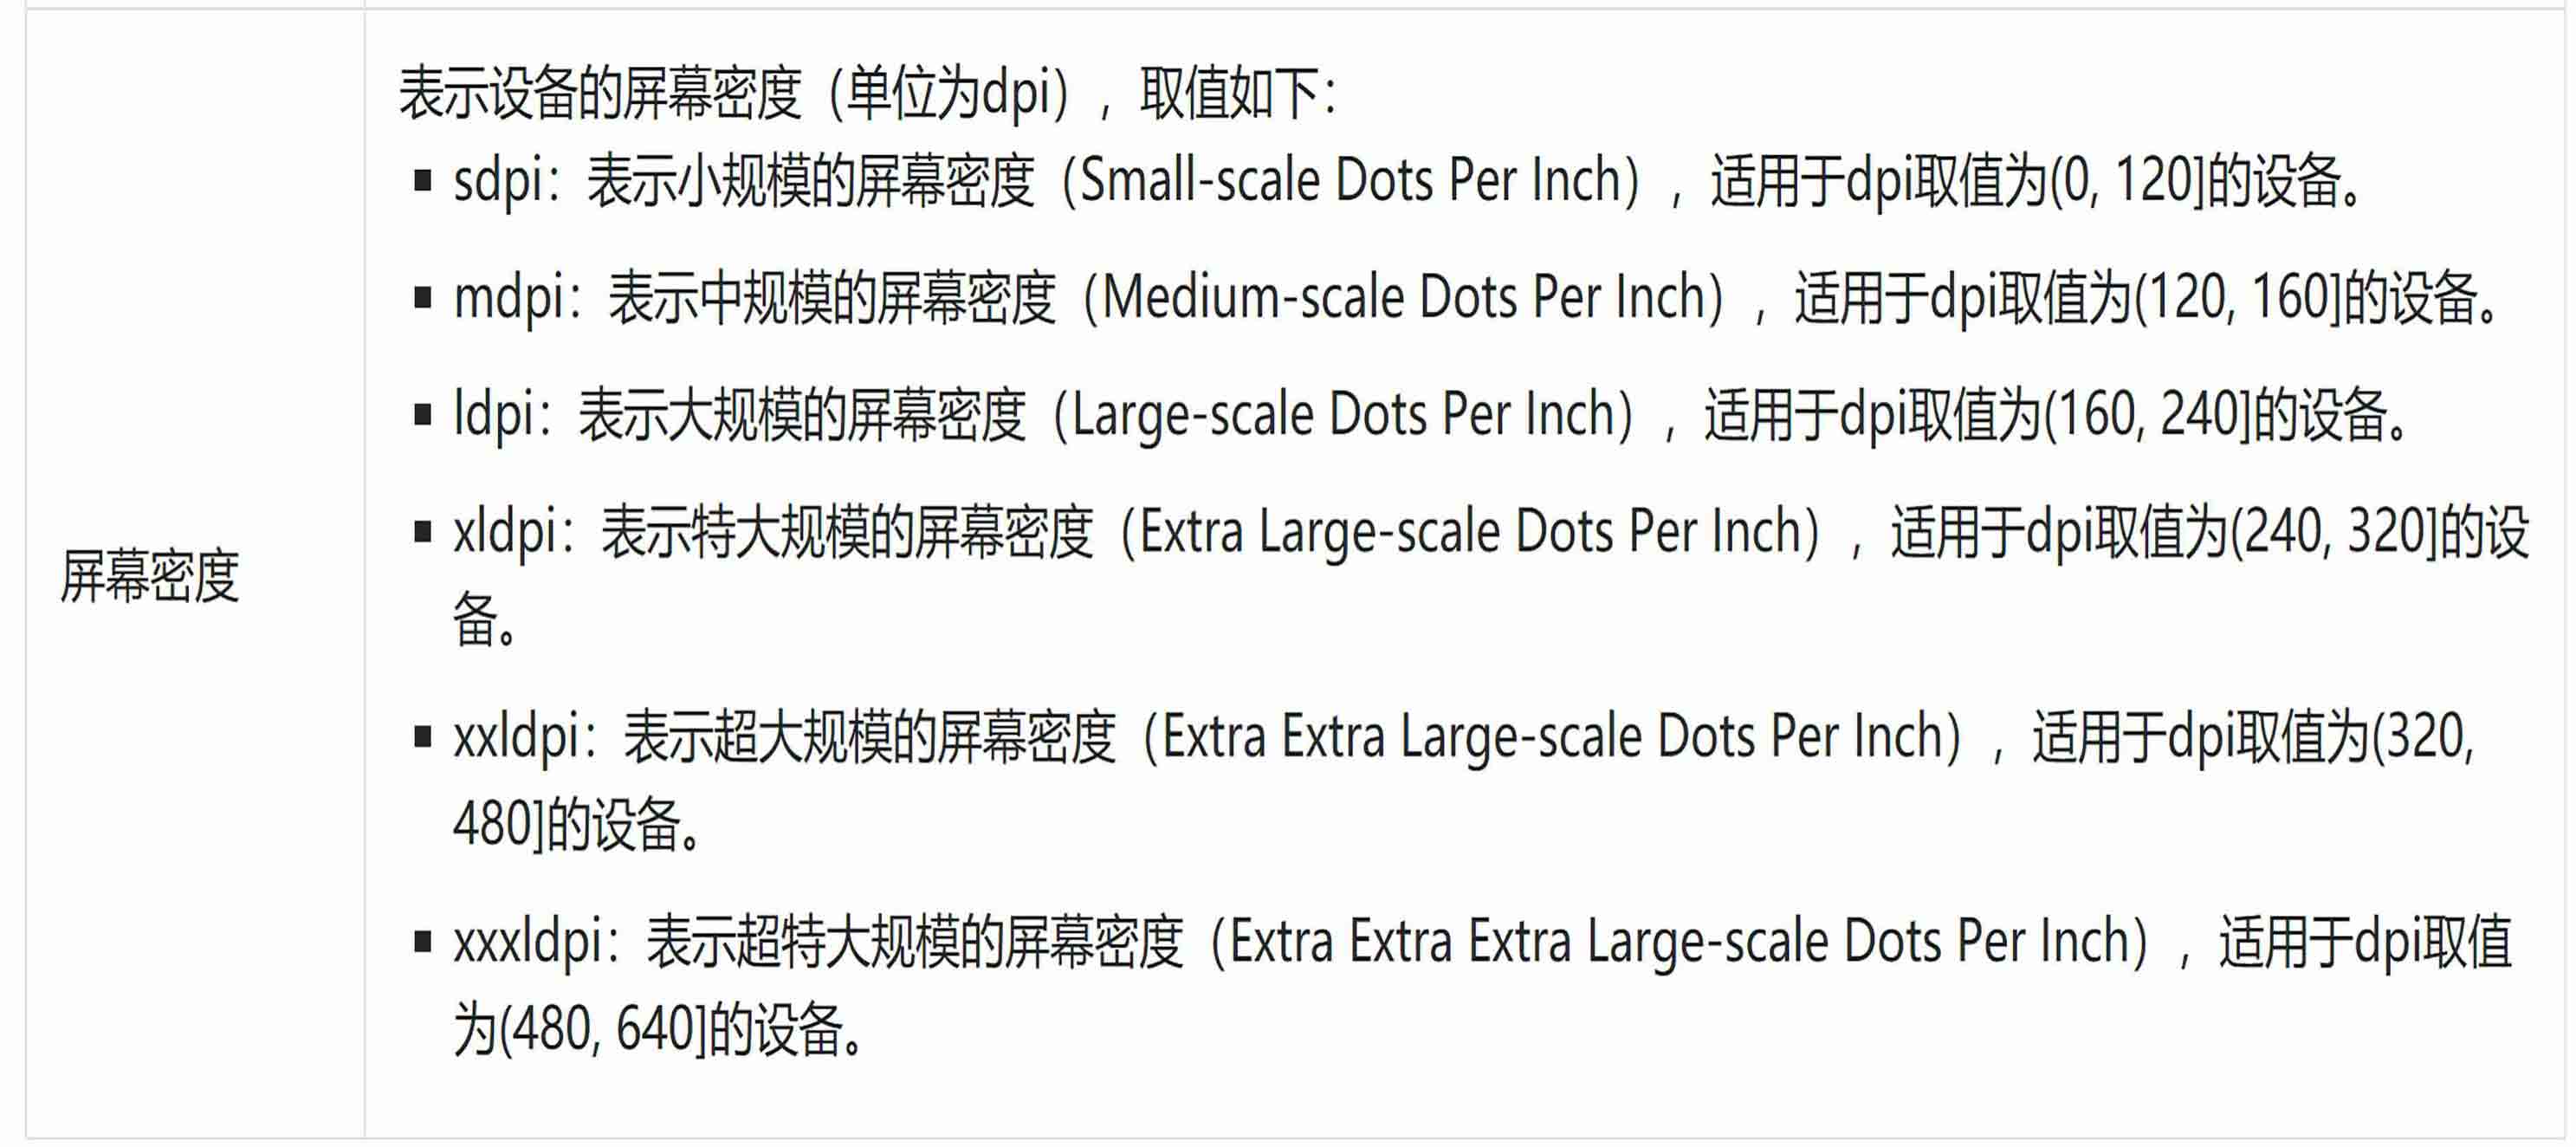 表示设备的屏幕密度（单位为dpi），取值如下：
sdpi：表示小规模的屏幕密度（Small-scale Dots Per Inch），适用于dpi取值为(0, 120]的设备。
mdpi：表示中规模的屏幕密度（Medium-scale Dots Per Inch），适用于dpi取值为(120, 160]的设备。
ldpi：表示大规模的屏幕密度（Large-scale Dots Per Inch），适用于dpi取值为(160, 240]的设备。
xldpi：表示特大规模的屏幕密度（Extra Large-scale Dots Per Inch），适用于dpi取值为(240, 320]的设
备。
屏幕密度
xxldpi：表示超大规模的屏幕密度（Extra Extra Large-scale Dots Per Inch），适用于dpi取值为(320,
480]的设备。
xxxldpi：表示超特大规模的屏幕密度（Extra Extra Extra Large-scale Dots Per Inch），适用于dpi取值
为(480, 640]的设备。